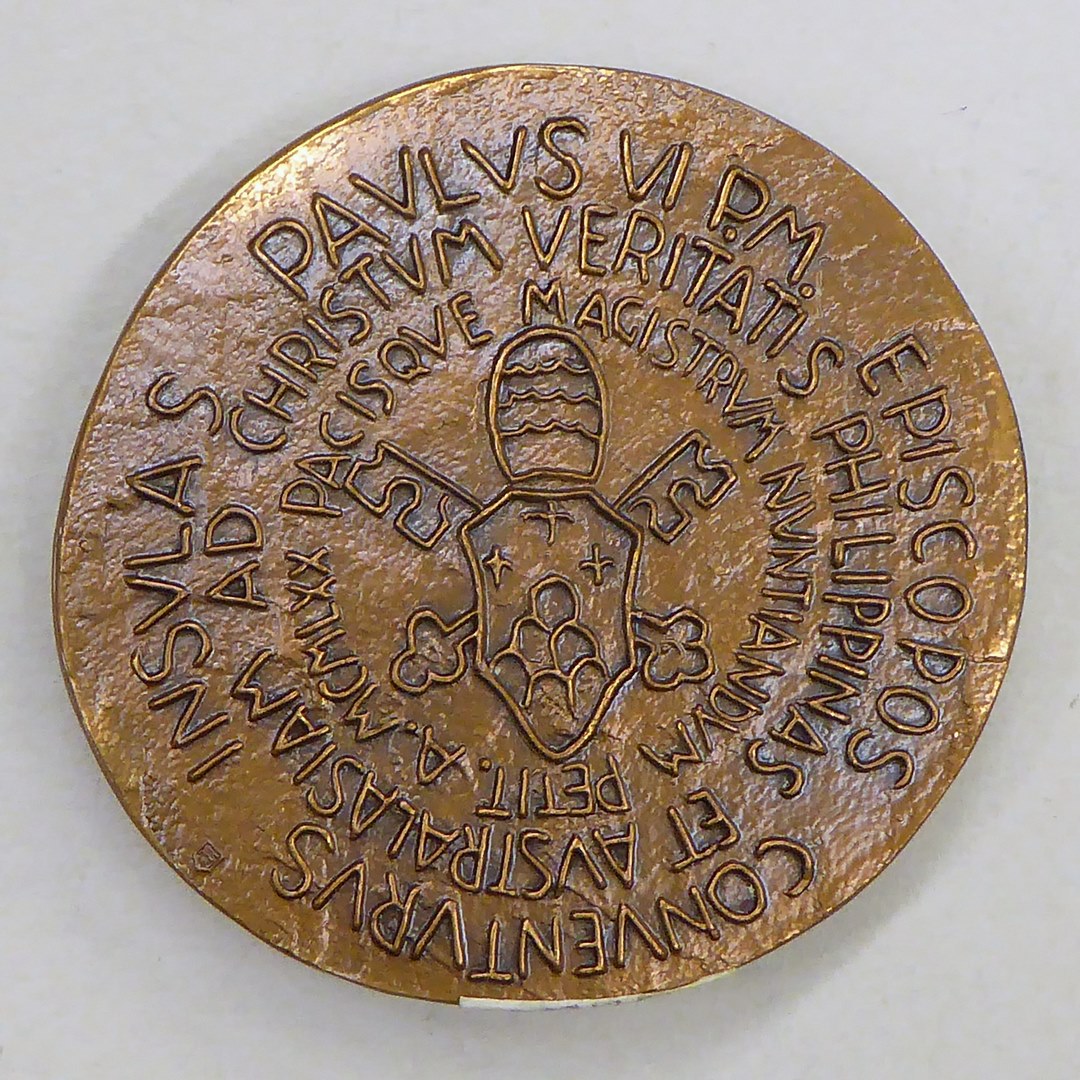 PAVLVS VI P.M. EPISCOPOS CONVENTVRVS INSVLAS
CHRISTVM VERITATIS PHILIPPINAS ET AVSTRALASIAM AD
PACISQVE MAGISTRVM NVNTIANDVM PETIT. A. MCMLXX